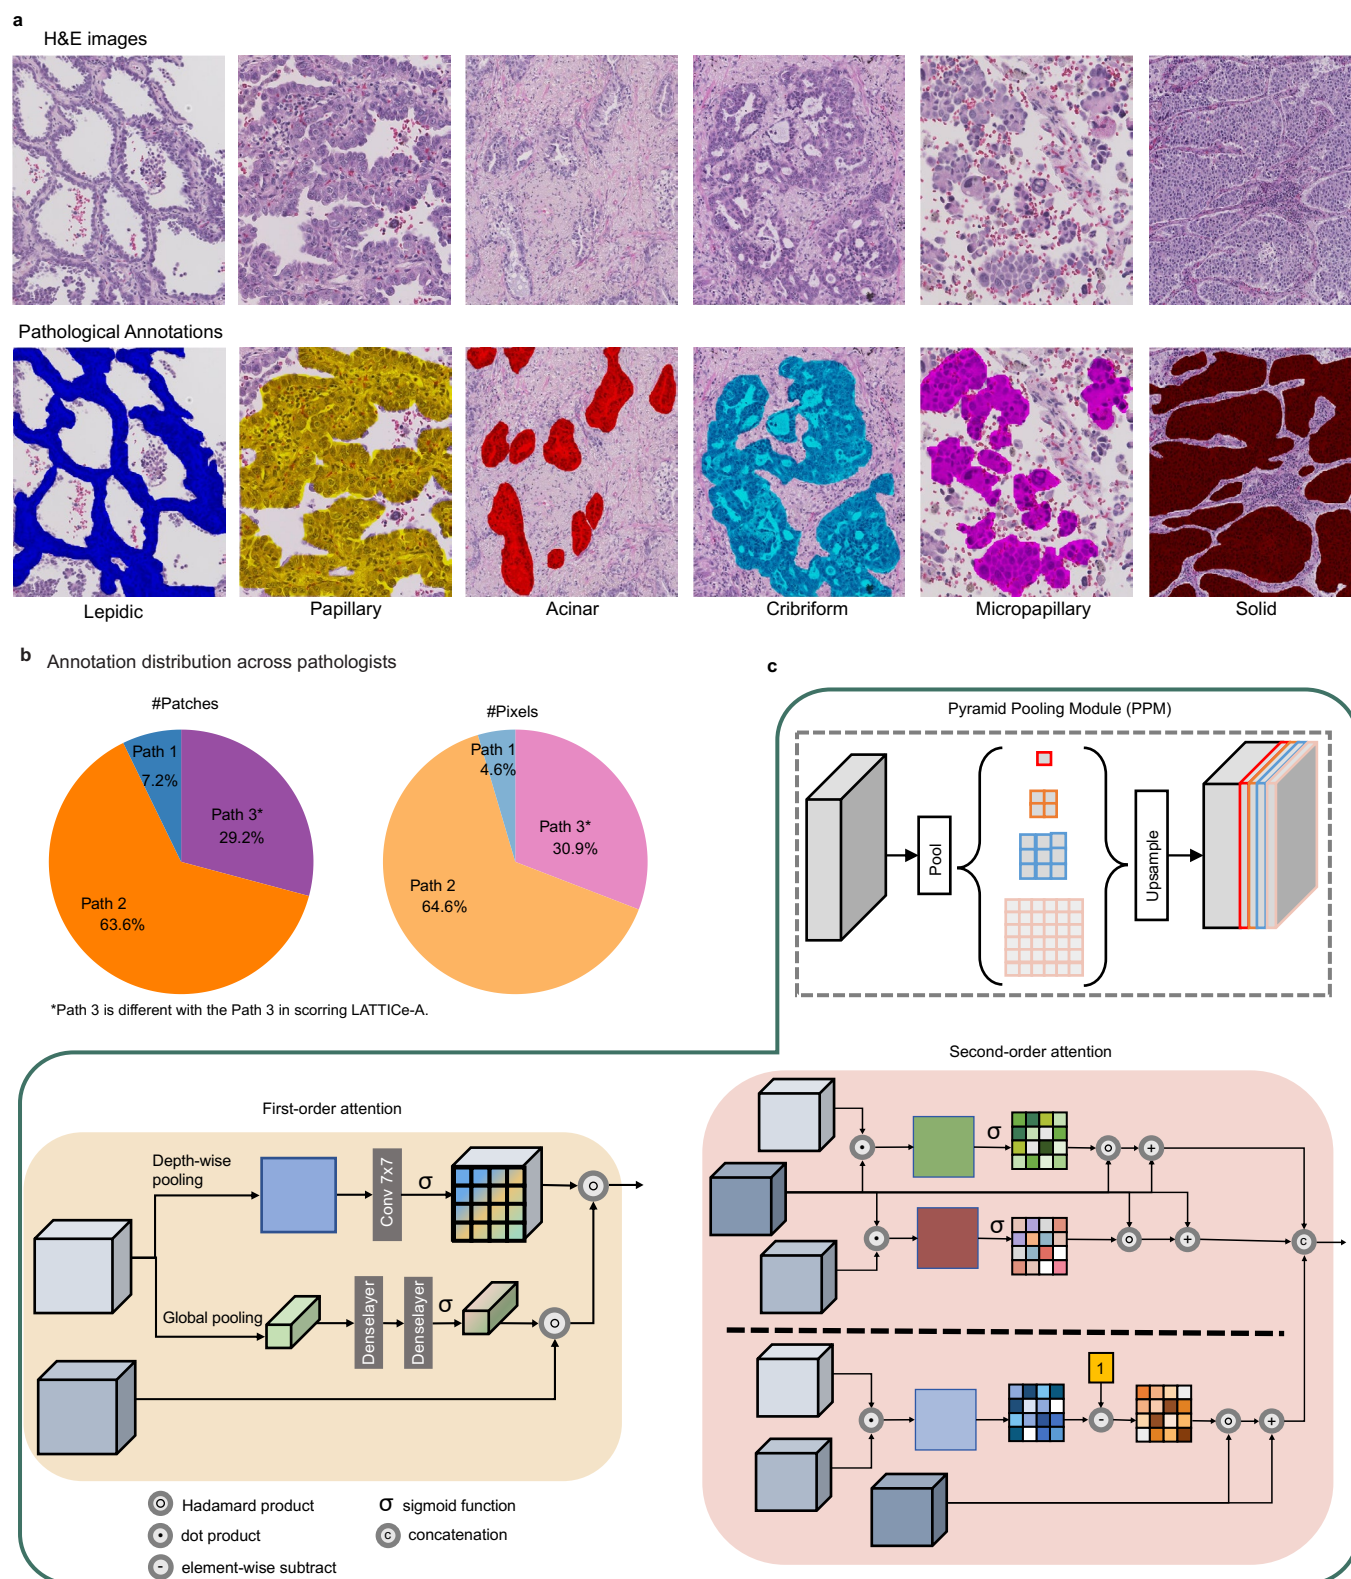 a
H&E images
Pathological Annotations
Lepidic
Papillary
Acinar
Cribriform
Micropapillary
Solid
b
Annotation distribution across pathologists
#Patches
Path 1
7.2%
Path 3*
29.2%
Path 2
63.6%
#Pixels
Path 1
4.6%
Path 3*
30.9%
Path 2
64.6%
*Path 3 is different with the Path 3 in scorring LATTICe-A.
c
Pyramid Pooling Module (PPM)
Pool
Upsample
First-order attention
Depth-wise
pooling
Conv 7x7
σ
Global pooling
Denselayer
Denselayer
σ
Second-order attention
σ
σ
c
1
-
+
+
+
Hadamard product
dot product
- element-wise subtract
σ sigmoid function
c concatenation